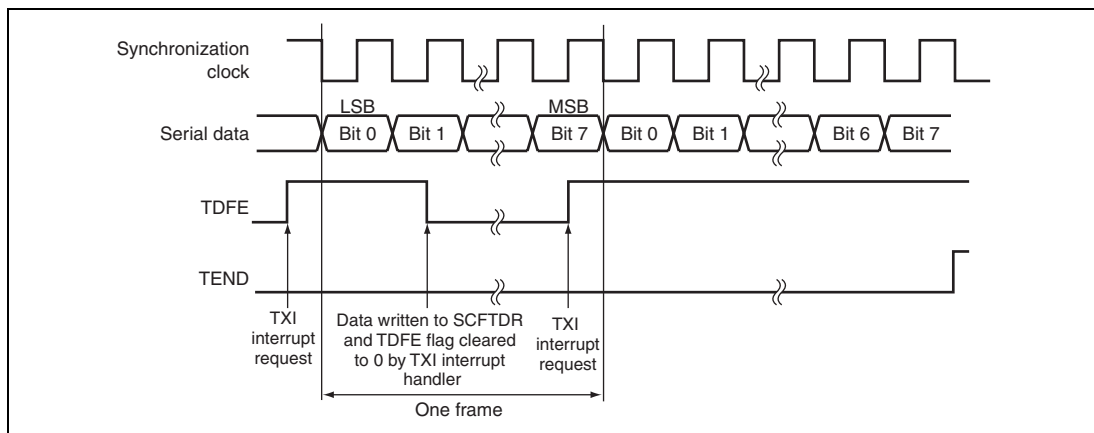 Synchronization
clock
LSB
MSB
Serial data
Bit 0
Bit 1
Bit 7
Bit 0
Bit 1
Bit 6
Bit 7
TDFE
TEND
TXI
interrupt
request
Data written to SCFTDR
and TDFE flag cleared
to 0 by TXI interrupt
handler
TXI
interrupt
request
One frame